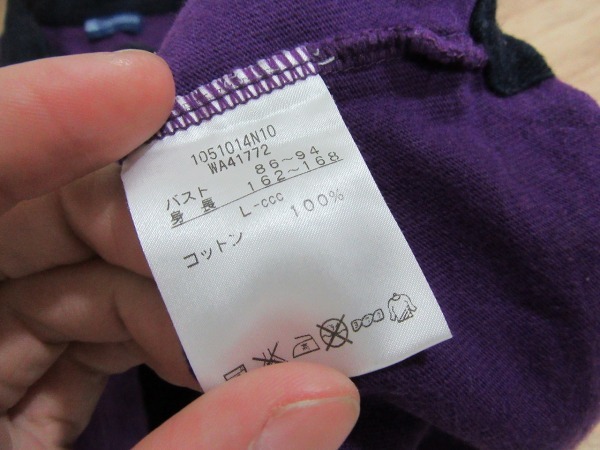 1051014N10
WA41772
バスト 86~94
身長 162~168
L-ccc
コットン 100%